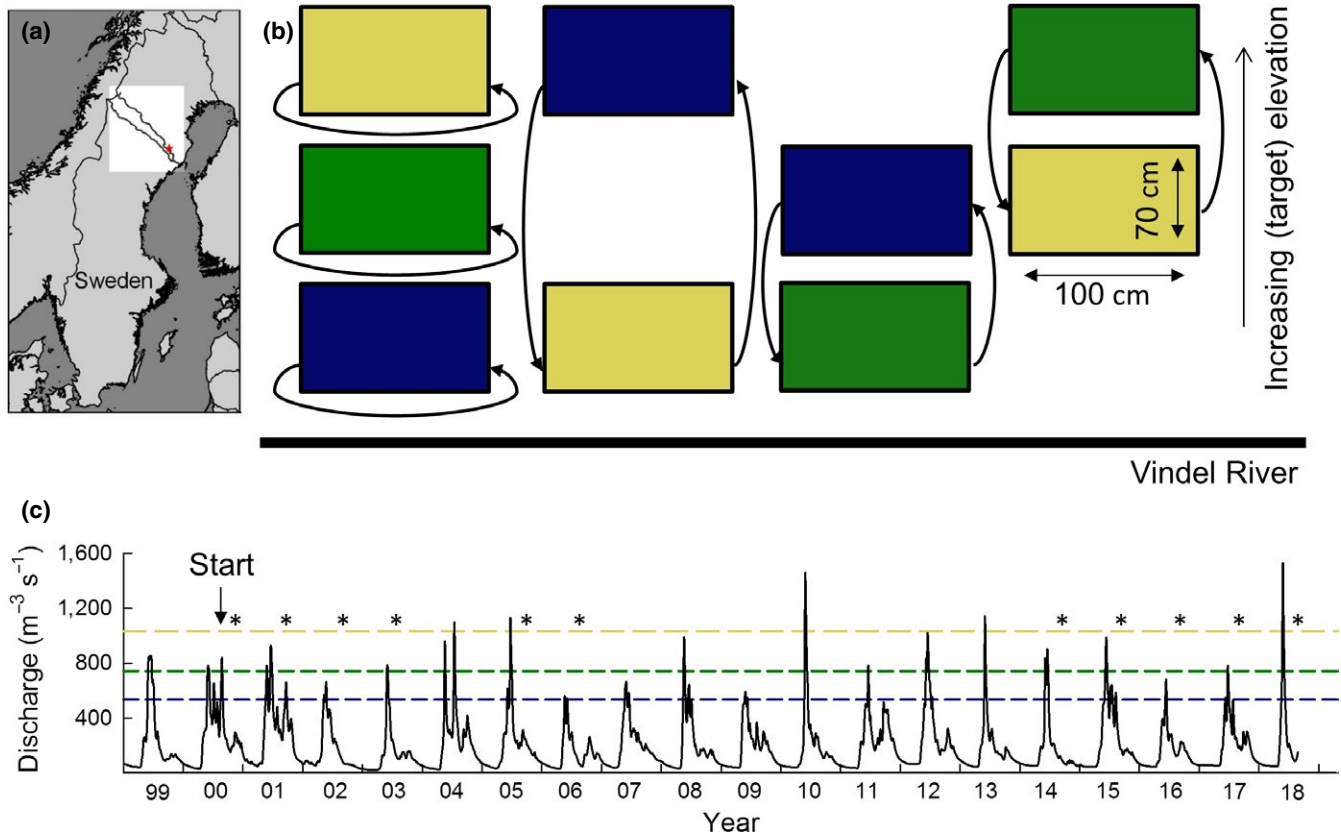 (a)
Sweden
(b)
70 cm
100 cm
Increasing (target) elevation
Vindel River
(c)
Discharge (m⁻³ s⁻¹)
1,600
1,200
800
400
Start
* * * * * * * * * * *
99 00 01 02 03 04 05 06 07 08 09 10 11 12 13 14 15 16 17 18
Year